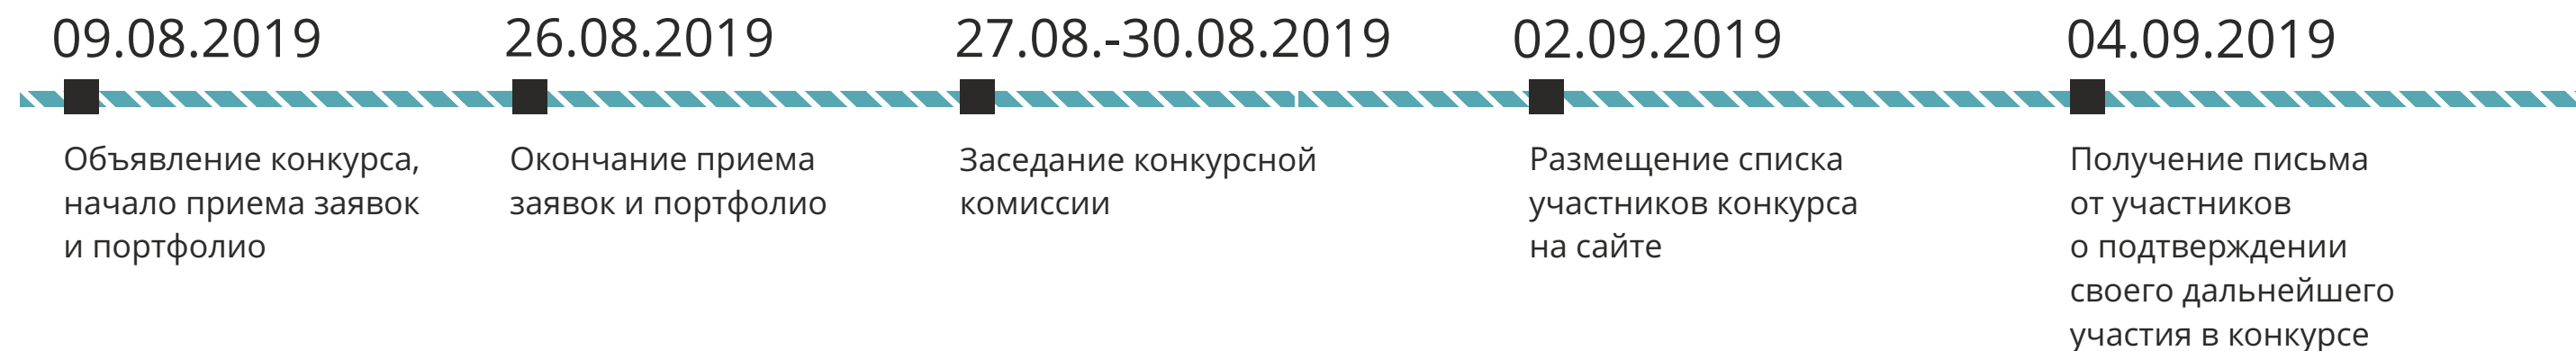 09.08.2019
Объявление конкурса,
начало приема заявок
и портфолио
26.08.2019
Окончание приема
заявок и портфолио
27.08.-30.08.2019
Заседание конкурсной
комиссии
02.09.2019
Размещение списка
участников конкурса
на сайте
04.09.2019
Получение письма
от участников
о подтверждении
своего дальнейшего
участия в конкурсе